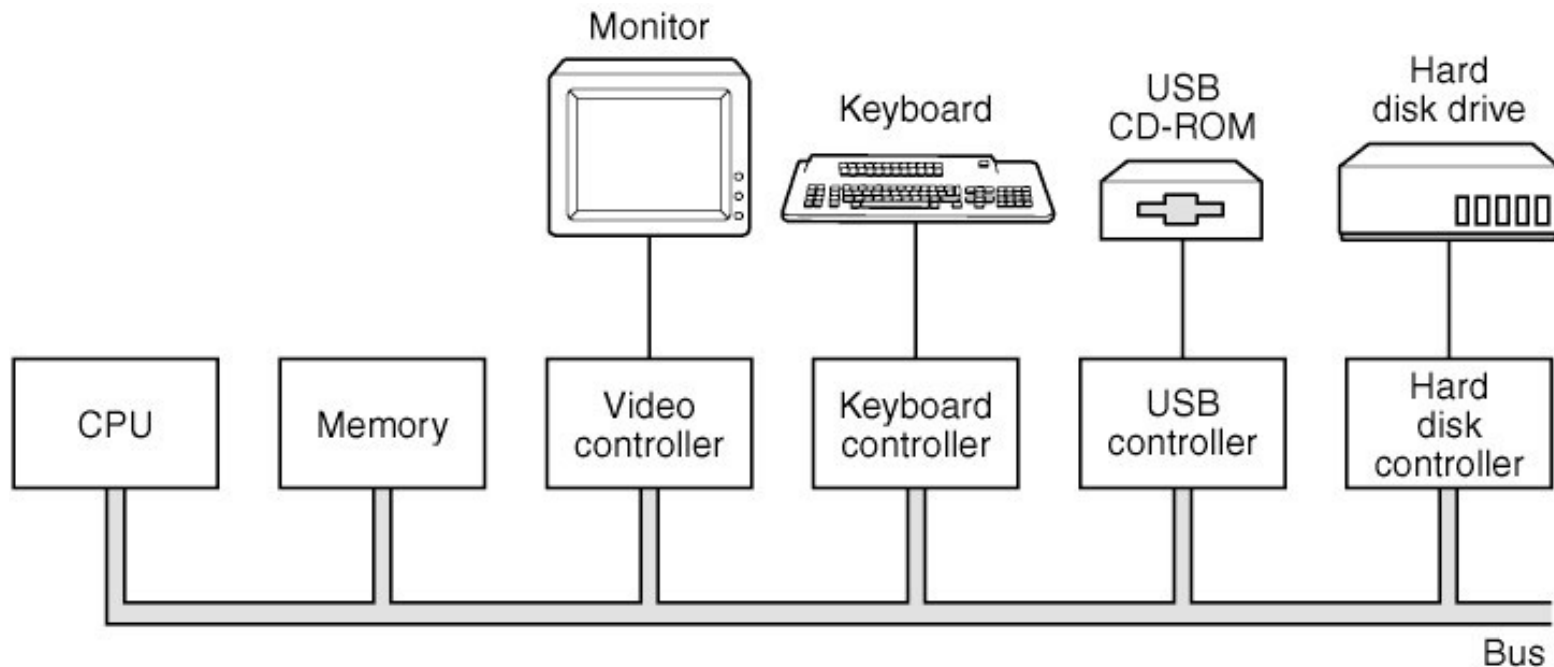 Monitor
Keyboard
USB
CD-ROM
Hard
disk drive
CPU
Memory
Video
controller
Keyboard
controller
USB
controller
Hard
disk
controller
Bus